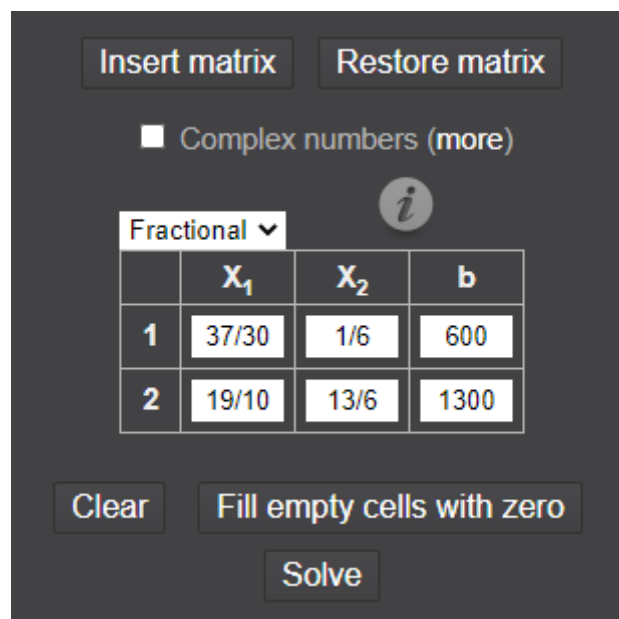 Insert matrix Restore matrix
Complex numbers (more)
i
Fractional
X₁ X₂ b
1 37/30 1/6 600
2 19/10 13/6 1300
Clear Fill empty cells with zero
Solve